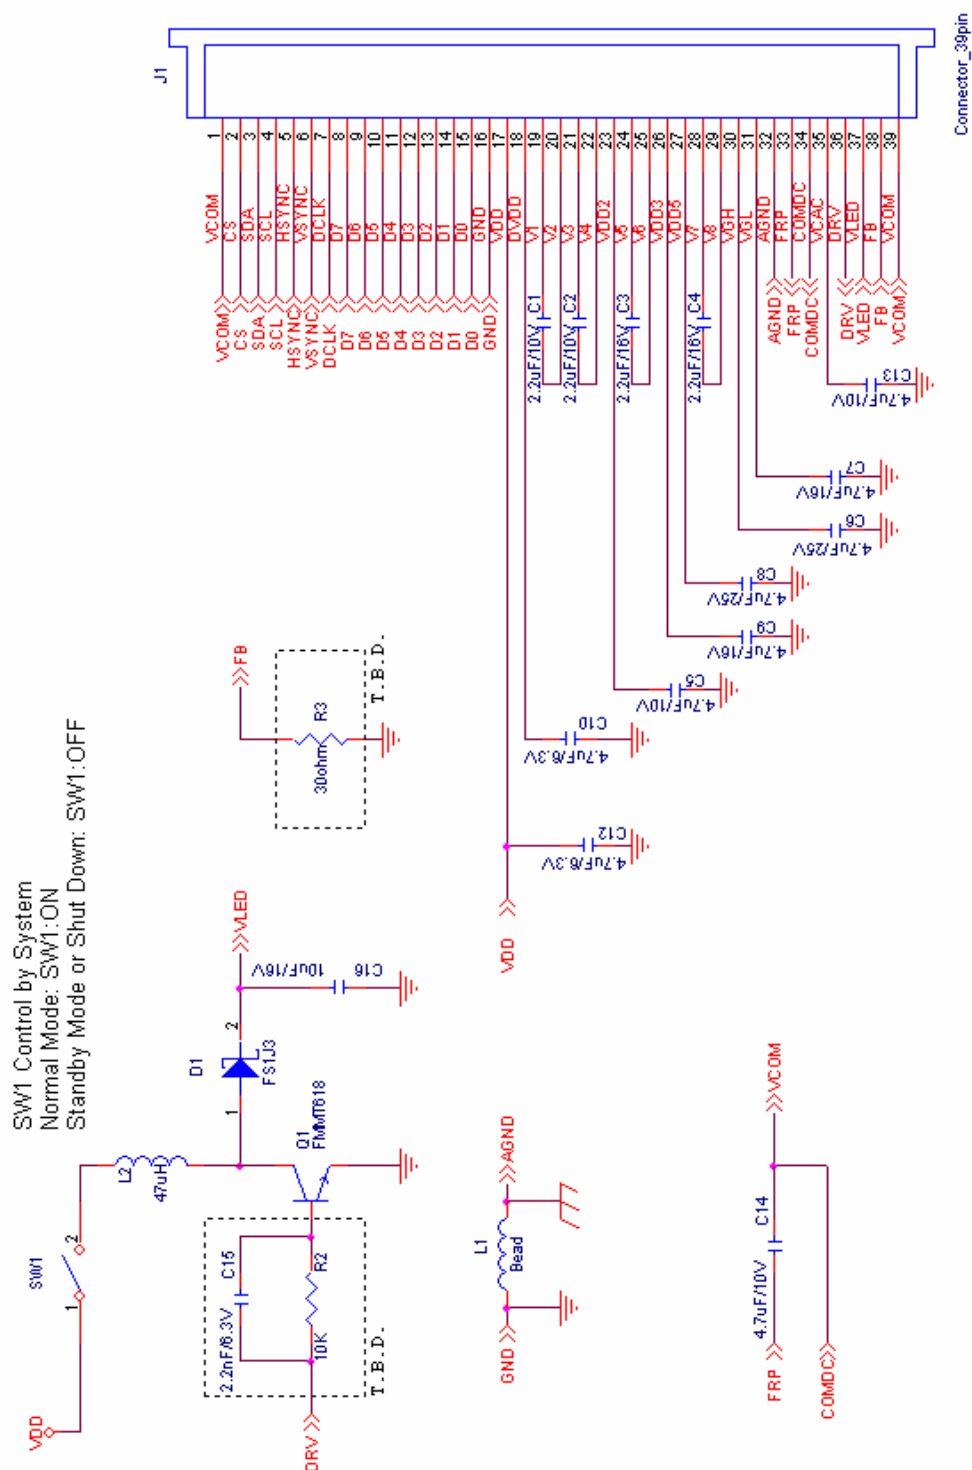 SW1 Control by System
Normal Mode: SW1:ON
Standby Mode or Shut Down: SW1:OFF
VDD
1
2
SW1
L2
47uH
D1
1
2
FS1J3
VLED
10uF/16V
C16
Q1
FMMT618
C15
2.2nF/6.3V
R2
10K
T.B.D.
DRV
FB
R3
30ohm
T.B.D.
GND
L1
Bead
AGND
FRP
4.7uF/10V
C14
VCOM
COMDC
VDD
4.7uF/6.3V
C12
4.7uF/6.3V
C10
4.7uF/10V
C5
4.7uF/16V
C9
4.7uF/25V
C8
4.7uF/25V
C6
4.7uF/16V
C7
4.7uF/10V
C13
2.2uF/10V
C1
2.2uF/10V
C2
2.2uF/16V
C3
2.2uF/16V
C4
VCOM
CS
SDA
SCL
HSYNC
VSYNC
DCLK
D7
D6
D5
D4
D3
D2
D1
D0
GND
AGND
FRP
COMDC
DRV
VLED
FB
VCOM
VCOM 1
CS 2
SDA 3
SCL 4
HSYNC 5
VSYNC 6
DCLK 7
D7 8
D6 9
D5 10
D4 11
D3 12
D2 13
D1 14
D0 15
GND 16
VDD 17
DVDD 18
V1 19
V2 20
V3 21
V4 22
VDD2 23
V5 24
V6 25
VDD3 26
VDD5 27
V7 28
V8 29
VGH 30
VGL 31
AGND 32
FRP 33
COMDC 34
VCAC 35
DRV 36
VLED 37
FB 38
VCOM 39
J1
Connector_39pin